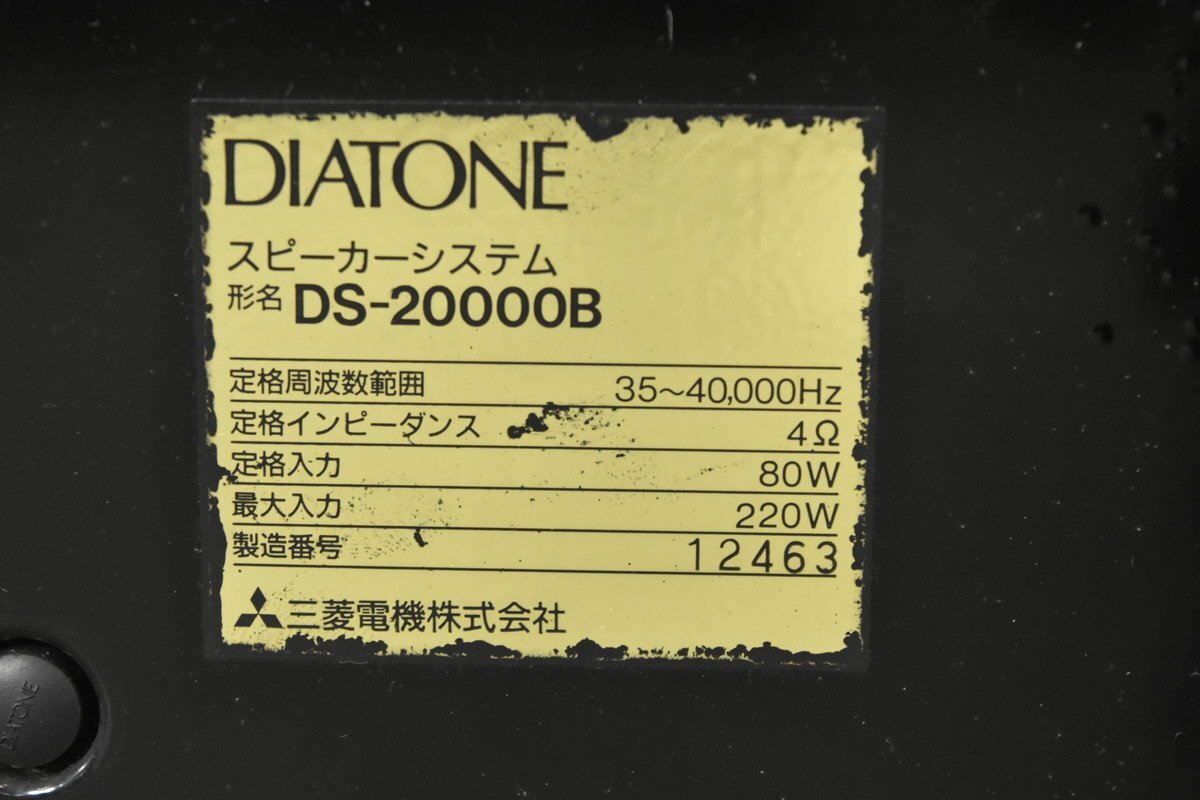 DIATONE
スピーカーシステム
形名 DS-20000B
定格周波数範囲 35〜40,000Hz
定格インピーダンス 4Ω
定格入力 80W
最大入力 220W
製造番号 12463
三菱電機株式会社
DIATONE